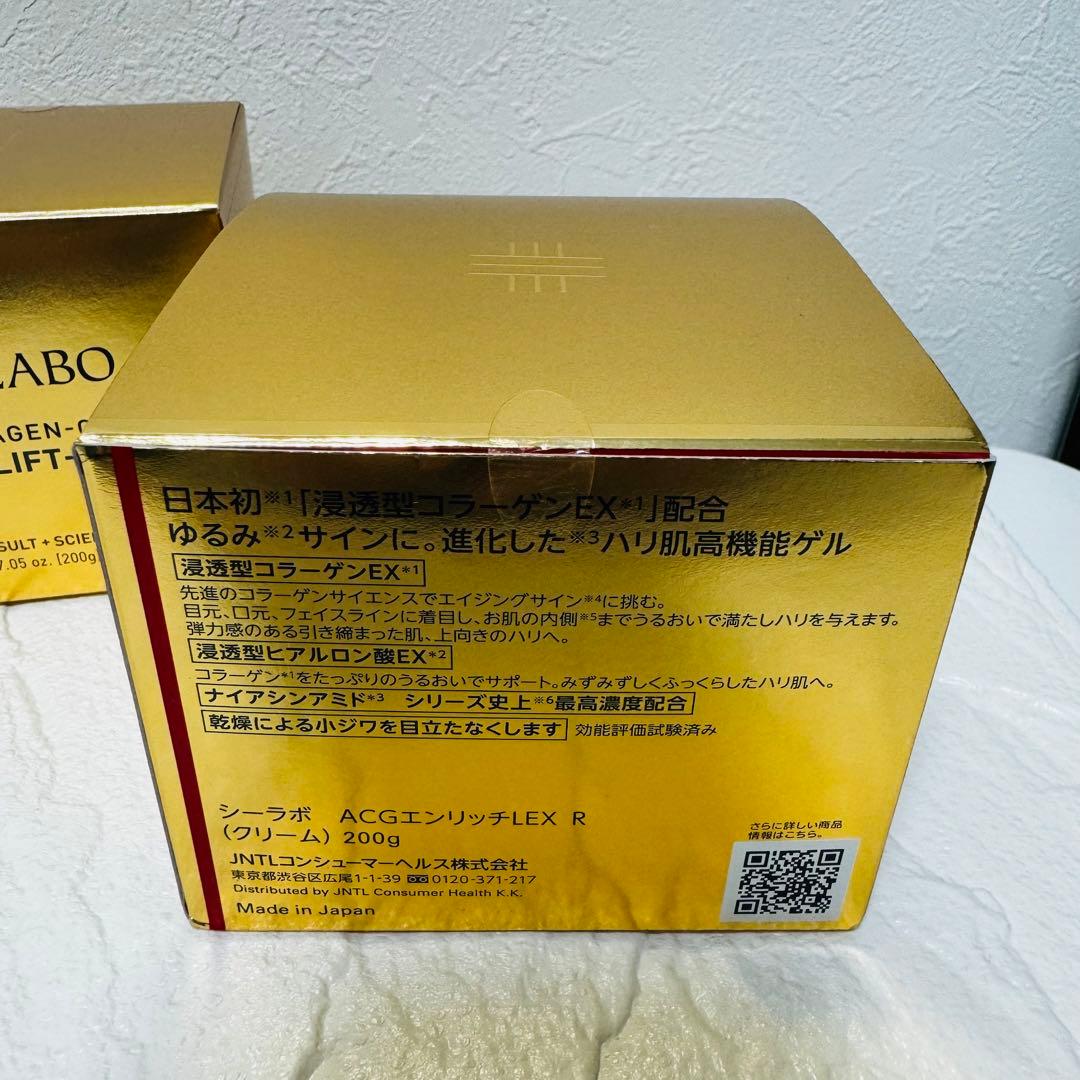 LABO
AGEN-
LIFT-
SULT + SCIE
7.05 oz. [200g
日本初※1「浸透型コラーゲンEX*1」配合
ゆるみ※2サインに。進化した※3ハリ肌高機能ゲル
浸透型コラーゲンEX*1
先進のコラーゲンサイエンスでエイジングサイン※4に挑む。
目元、口元、フェイスラインに着目し、お肌の内側※5までうるおいで満たしハリを与えます。
弾力感のある引き締まった肌、上向きのハリへ。
浸透型ヒアルロン酸EX*2
コラーゲン*1をたっぷりのうるおいでサポート。みずみずしくふっくらしたハリ肌へ。
ナイアシンアミド*3 シリーズ史上※6最高濃度配合
乾燥による小ジワを目立たなくします 効能評価試験済み
シーラボ ACGエンリッチLEX R
(クリーム) 200g
JNTLコンシューマーヘルス株式会社
東京都渋谷区広尾1-1-39 0120-371-217
Distributed by JNTL Consumer Health K.K.
Made in Japan
さらに詳しい商品
情報はこちら。